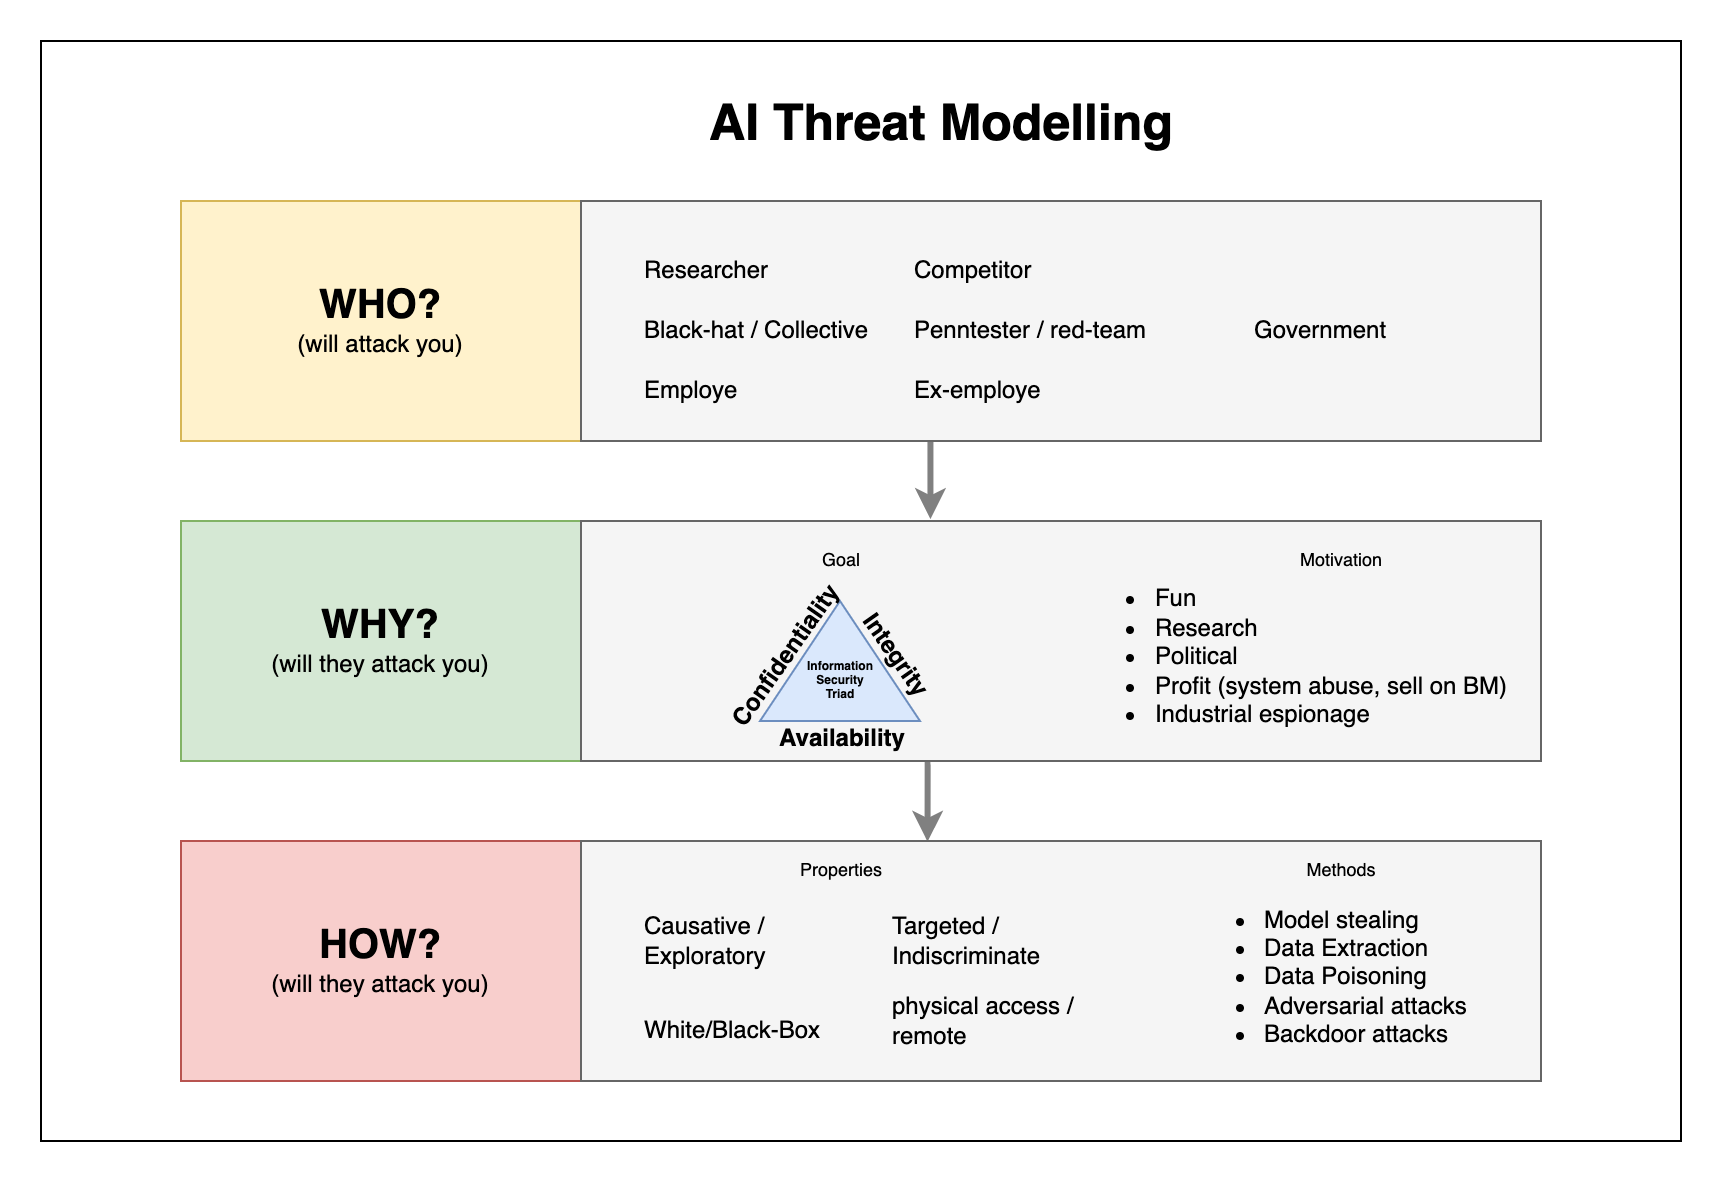 AI Threat Modelling
WHO?
(will attack you)
Researcher
Competitor
Black-hat / Collective
Penntester / red-team
Government
Employe
Ex-employe
WHY?
(will they attack you)
Goal
Confidentiality
Integrity
Information
Security
Triad
Availability
Motivation
Fun
Research
Political
Profit (system abuse, sell on BM)
Industrial espionage
HOW?
(will they attack you)
Properties
Causative /
Exploratory
Targeted /
Indiscriminate
White/Black-Box
physical access /
remote
Methods
Model stealing
Data Extraction
Data Poisoning
Adversarial attacks
Backdoor attacks